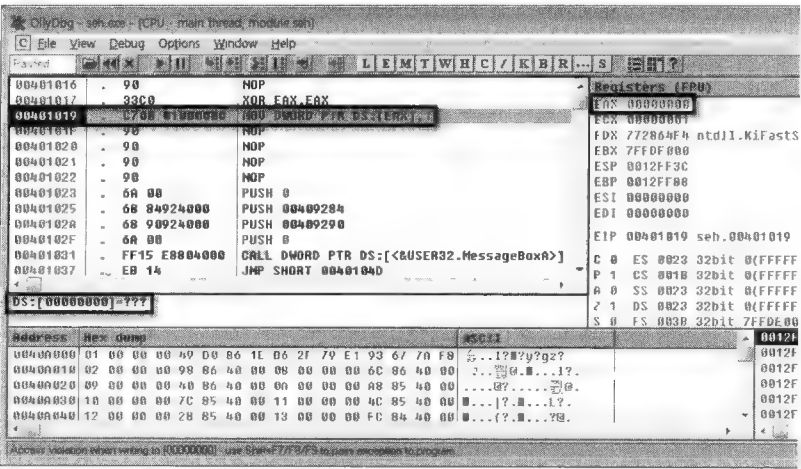 OllyDbg - seh.exe - [CPU - main thread, module seh]
C File View Debug Options Window Help
Paused L E M T W H C / K B R ... S ?
00401016 . 90 NOP
00401017 . 33C0 XOR EAX,EAX
00401019 . C700 01000000 MOV DWORD PTR DS:[EAX],1
0040101F . 90 NOP
00401020 . 90 NOP
00401021 . 90 NOP
00401022 . 90 NOP
00401023 . 6A 00 PUSH 0
00401025 . 68 84924000 PUSH 00409284
0040102A . 68 90924000 PUSH 00409290
0040102F . 6A 00 PUSH 0
00401031 . FF15 E8804000 CALL DWORD PTR DS:[<&USER32.MessageBoxA>]
00401037 . EB 14 JMP SHORT 0040104D
DS:[00000000]=???
Registers (FPU)
EAX 00000000
ECX 00000001
EDX 772864F4 ntdll.KiFastS
EBX 7FFDF000
ESP 0012FF3C
EBP 0012FF88
ESI 00000000
EDI 00000000
EIP 00401019 seh.00401019
C 0 ES 0023 32bit 0(FFFFF
P 1 CS 001B 32bit 0(FFFFF
A 0 SS 0023 32bit 0(FFFFF
Z 1 DS 0023 32bit 0(FFFFF
S 0 FS 003B 32bit 7FFDE00
Address Hex dump ASCII
0040A000 01 00 00 00 49 D0 86 1E D6 2F 79 E1 93 67 7A F8
0040A010 02 00 00 00 98 86 40 00 08 00 00 00 6C 86 40 00
0040A020 09 00 00 00 40 86 40 00 0A 00 00 00 A8 85 40 00
0040A030 10 00 00 00 7C 85 40 00 11 00 00 00 4C 85 40 00
0040A040 12 00 00 00 28 85 40 00 13 00 00 00 FC 84 40 00
0012F
0012F
0012F
0012F
0012F
0012F
Access violation when writing to [00000000] - use Shift+F7/F8/F9 to pass exception to program